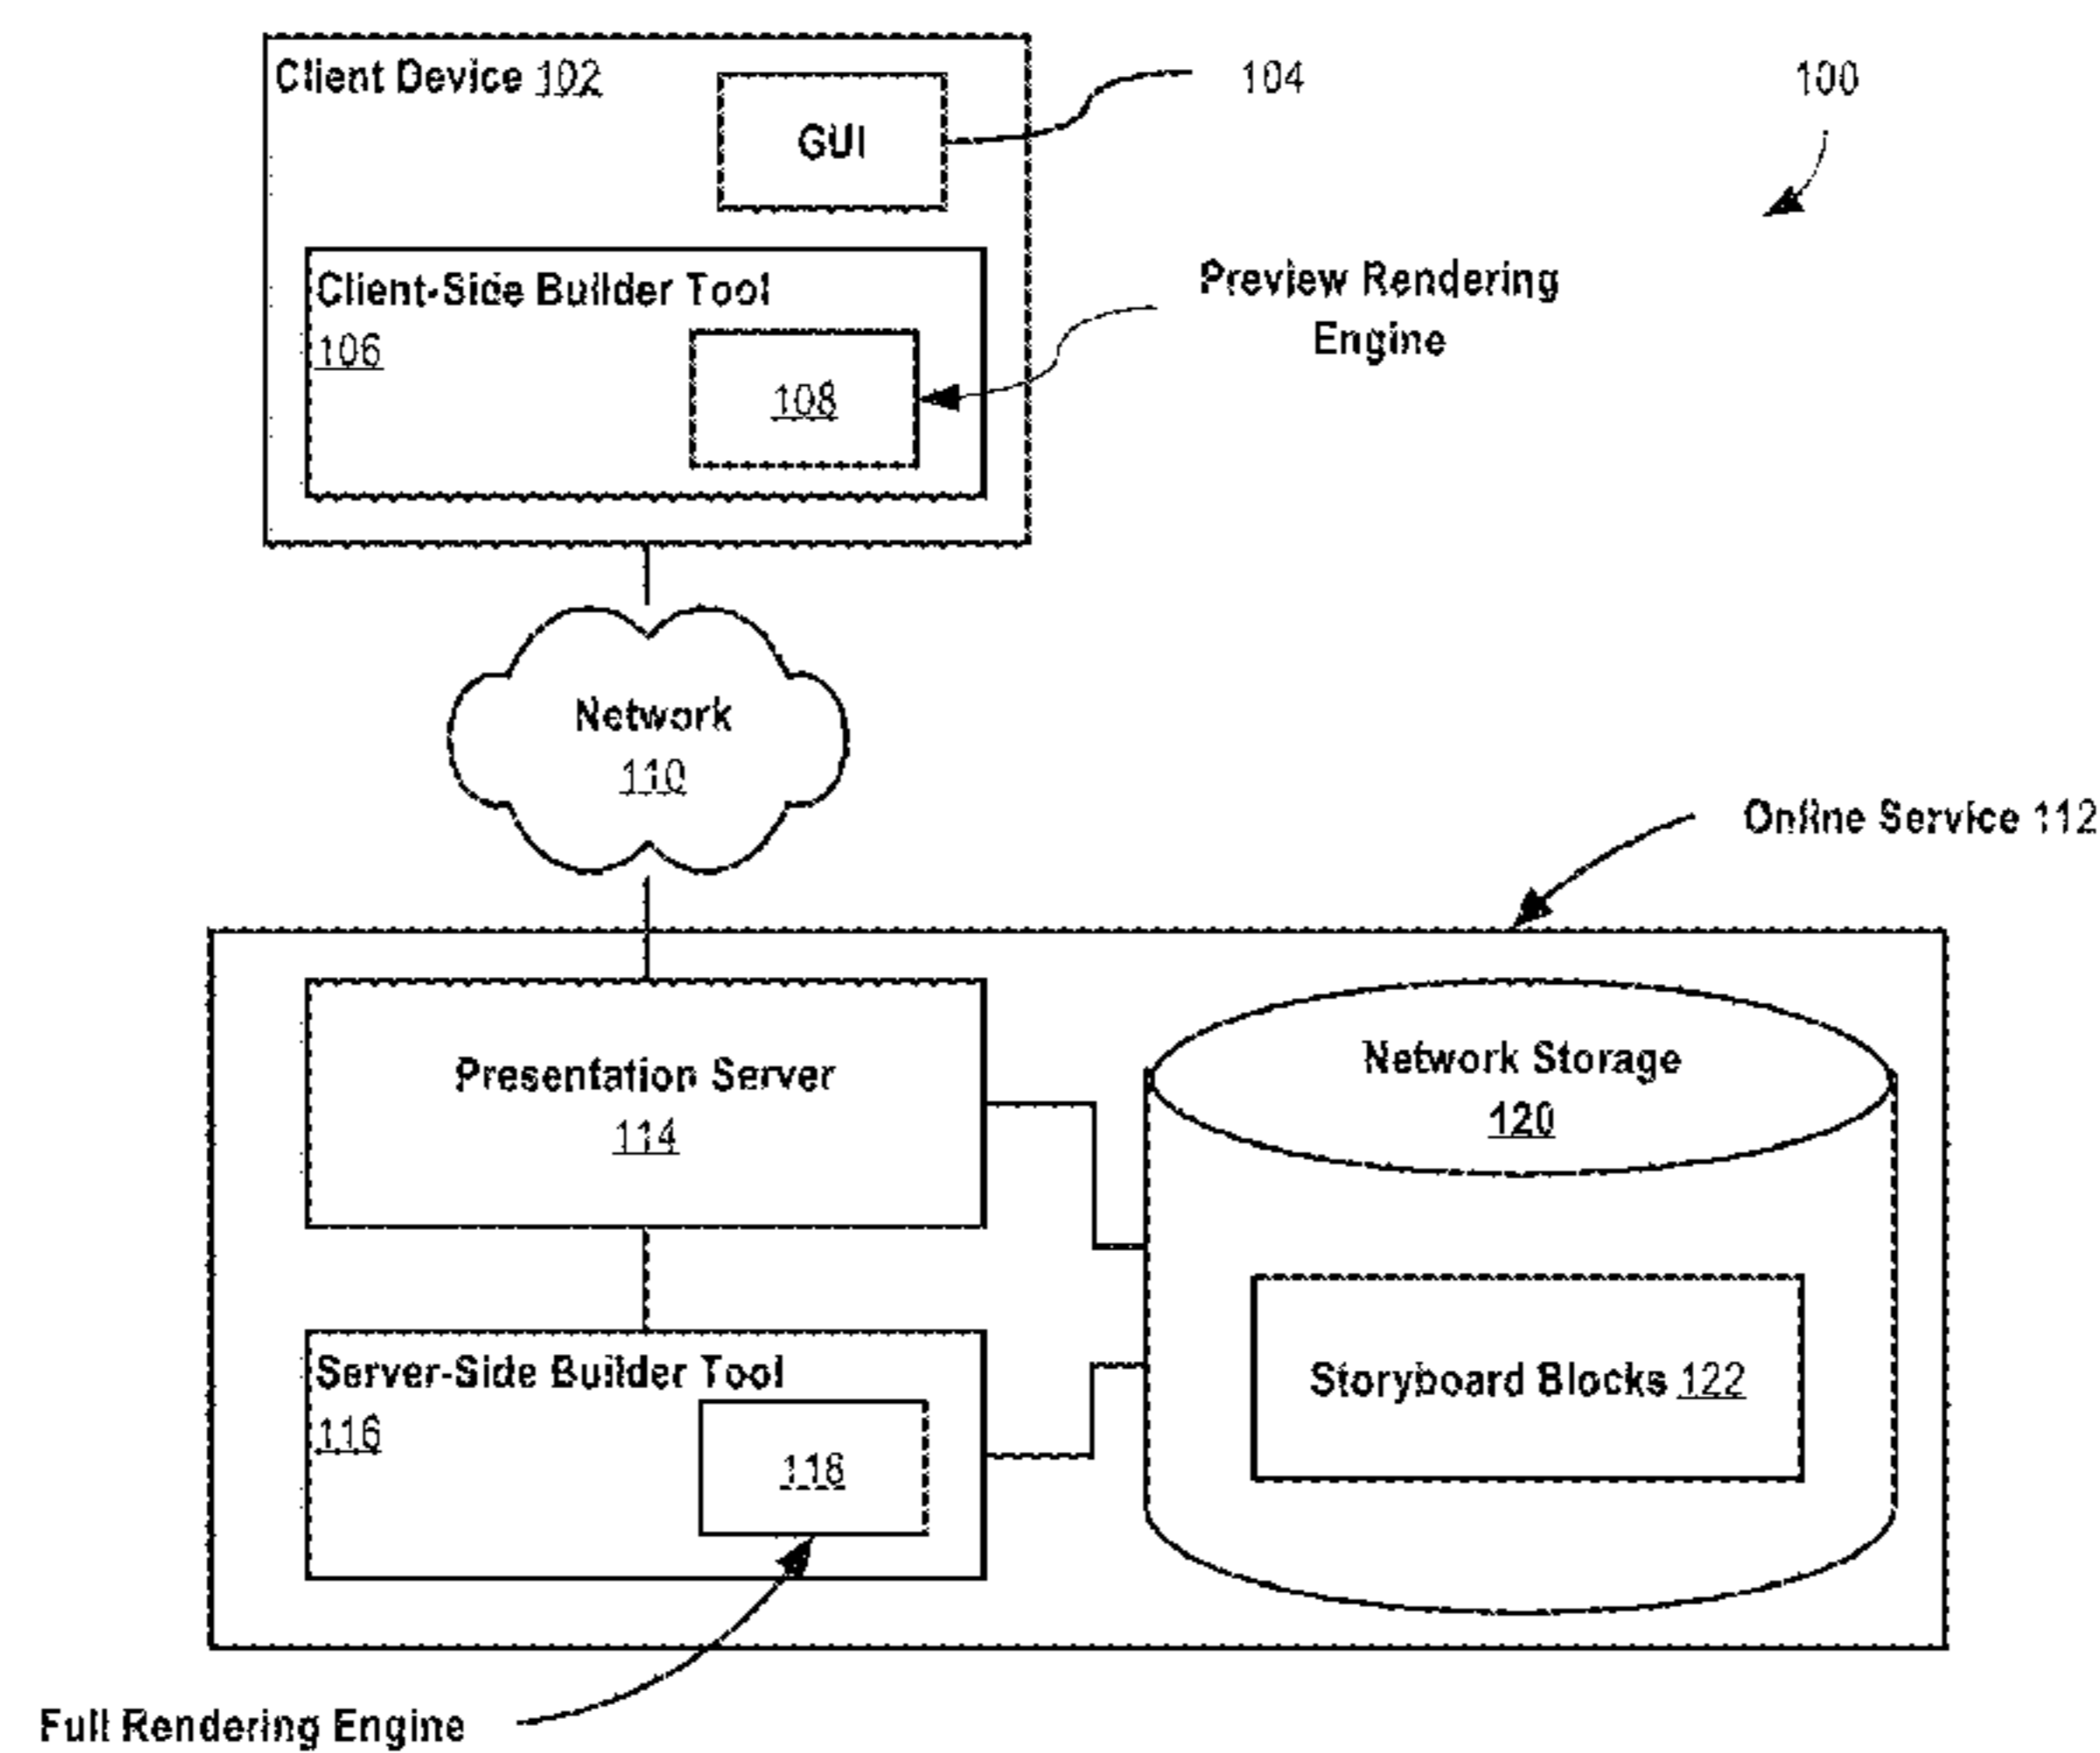 Client Device 102
GUI
104
100
Client-Side Builder Tool
106
108
Preview Rendering
Engine
Network
110
Online Service 112
Presentation Server
114
Network Storage
120
Storyboard Blocks 122
Server-Side Builder Tool
116
118
Full Rendering Engine